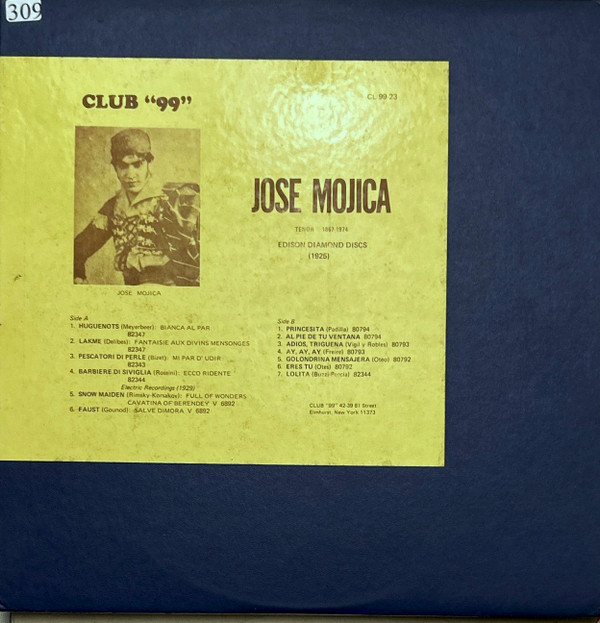 309
CLUB "99"
CL 99-23
JOSE MOJICA
TENOR
EDISON DIAMOND DISCS
(1925)
JOSE MOJICA
Side A
1. HUGUENOTS (Meyerbeer): BIANCA AL PAR
82347
2. LAKME (Delibes): FANTAISIE AUX DIVINS MENSONGES
82347
3. PESCATORI DI PERLE (Bizet): MI PAR D'UDIR
82343
4. BARBIERE DI SIVIGLIA (Rossini): ECCO RIDENTE
82344
Electric Recordings (1929)
5. SNOW MAIDEN (Rimsky-Korsakov): FULL OF WONDERS
CAVATINA OF BERENDEY V 6892
6. FAUST (Gounod): SALVE DIMORA V 6892
Side B
1. PRINCESITA (Padilla) 80794
2. AL PIE DE TU VENTANA 80794
3. ADIOS, TRIGUENA (Vigil y Robles) 80793
4. AY, AY, AY (Freire) 80793
5. GOLONDRINA MENSAJERA 80792
6. ERES TU 80792
7. LOLITA (Buzzi-Peccia) 82344
CLUB "99" 42-39 81 Street
Elmhurst, New York 11373